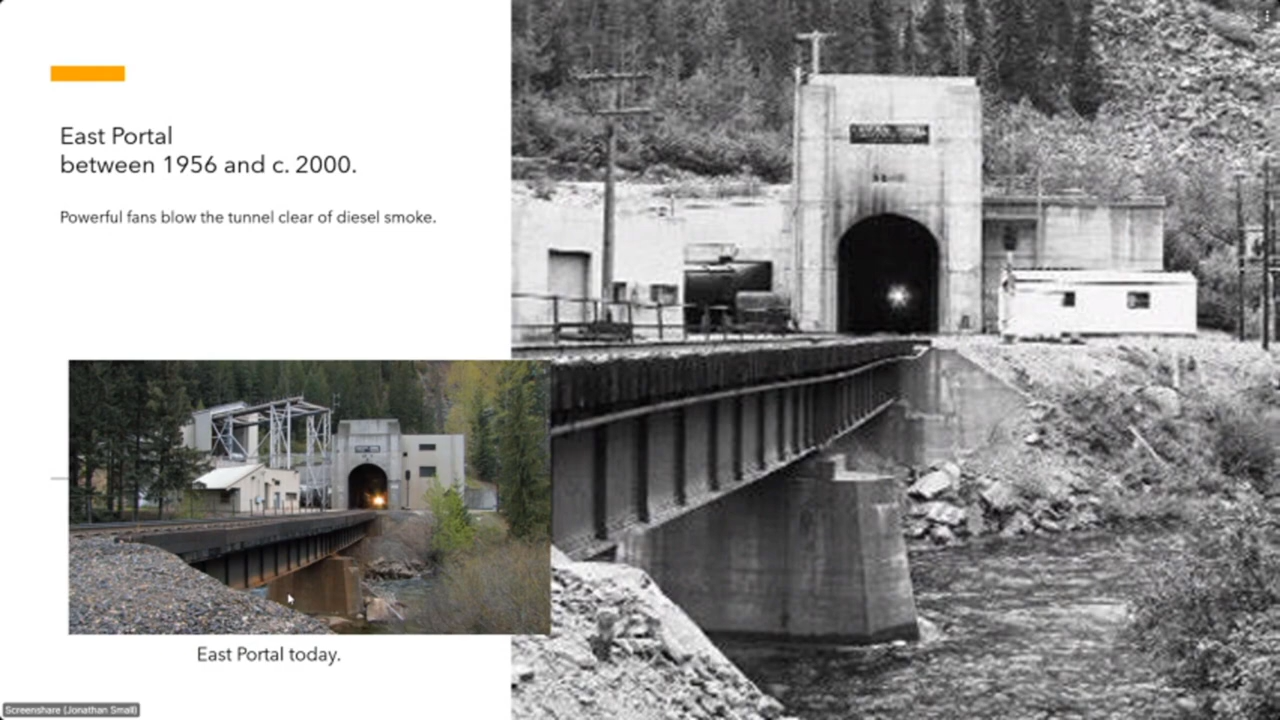 East Portal
between 1956 and c. 2000.
Powerful fans blow the tunnel clear of diesel smoke.
East Portal today.
Screenshare (Jonathan Small)